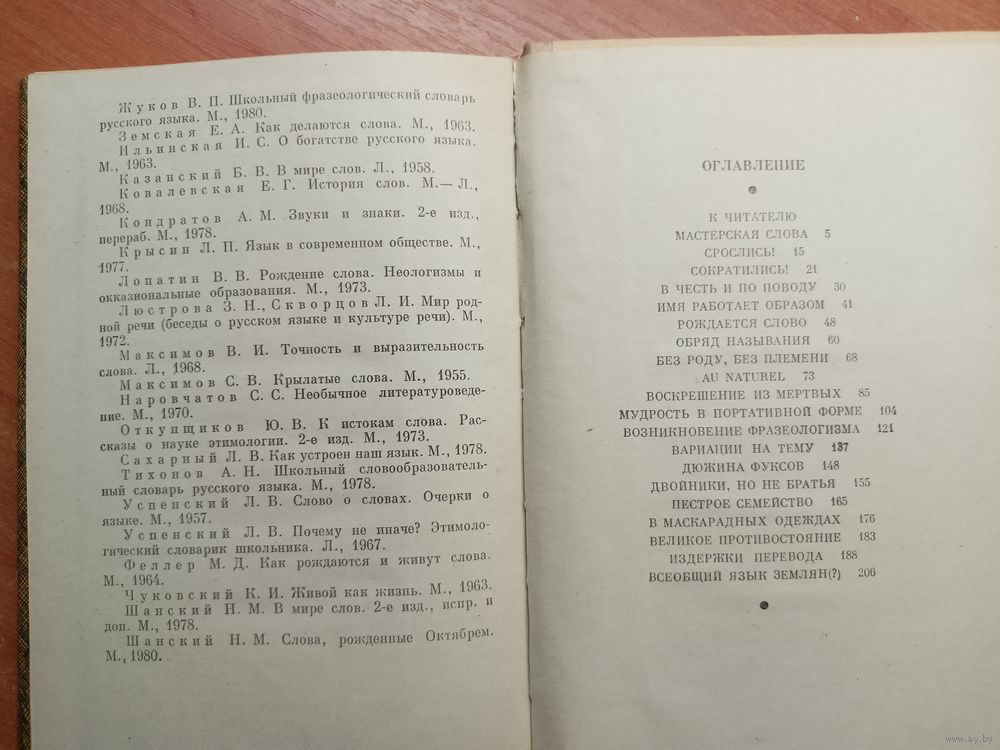 Жуков В. П. Школьный фразеологический словарь
русского языка. М., 1980.
Земская Е. А. Как делаются слова. М., 1963.
Ильинская И. С. О богатстве русского языка.
М., 1963.
Казанский Б. В. В мире слов. Л., 1958.
Ковалевская Е. Г. История слов. М.—Л.,
1968.
Кондратов А. М. Звуки и знаки. 2-е изд.,
перераб. М., 1978.
Крысин Л. П. Язык в современном обществе. М.,
1977.
Лопатин В. В. Рождение слова. Неологизмы и
окказиональные образования. М., 1973.
Люстрова З. Н., Скворцов Л. И. Мир род-
ной речи (беседы о русском языке и культуре речи). М.,
1972.
Максимов В. И. Точность и выразительность
слова. Л., 1968.
Максимов С. В. Крылатые слова. М., 1955.
Наровчатов С. С. Необычное литературоведе-
ние. М., 1970.
Откупщиков Ю. В. К истокам слова. Рас-
сказы о науке этимологии. 2-е изд. М., 1973.
Сахарный Л. В. Как устроен наш язык. М., 1978.
Тихонов А. Н. Школьный словообразователь-
ный словарь русского языка. М., 1978.
Успенский Л. В. Слово о словах. Очерки о
языке. М., 1957.
Успенский Л. В. Почему не иначе? Этимоло-
гический словарик школьника. Л., 1967.
Феллер М. Д. Как рождаются и живут слова.
М., 1964.
Чуковский К. И. Живой как жизнь. М., 1963.
Шанский Н. М. В мире слов. 2-е изд., испр. и
доп. М., 1978.
Шанский Н. М. Слова, рожденные Октябрем.
М., 1980.
ОГЛАВЛЕНИЕ
К ЧИТАТЕЛЮ
МАСТЕРСКАЯ СЛОВА 5
СРОСЛИСЬ! 15
СОКРАТИЛИСЬ! 21
В ЧЕСТЬ И ПО ПОВОДУ 30
ИМЯ РАБОТАЕТ ОБРАЗОМ 41
РОЖДАЕТСЯ СЛОВО 48
ОБРЯД НАЗЫВАНИЯ 60
БЕЗ РОДУ, БЕЗ ПЛЕМЕНИ 68
AU NATUREL 73
ВОСКРЕШЕНИЕ ИЗ МЕРТВЫХ 85
МУДРОСТЬ В ПОРТАТИВНОЙ ФОРМЕ 104
ВОЗНИКНОВЕНИЕ ФРАЗЕОЛОГИЗМА 121
ВАРИАЦИИ НА ТЕМУ 137
ДЮЖИНА ФУКСОВ 148
ДВОЙНИКИ, НО НЕ БРАТЬЯ 155
ПЕСТРОЕ СЕМЕЙСТВО 165
В МАСКАРАДНЫХ ОДЕЖДАХ 176
ВЕЛИКОЕ ПРОТИВОСТОЯНИЕ 183
ИЗДЕРЖКИ ПЕРЕВОДА 188
ВСЕОБЩИЙ ЯЗЫК ЗЕМЛЯН(?) 206
www.ay.by